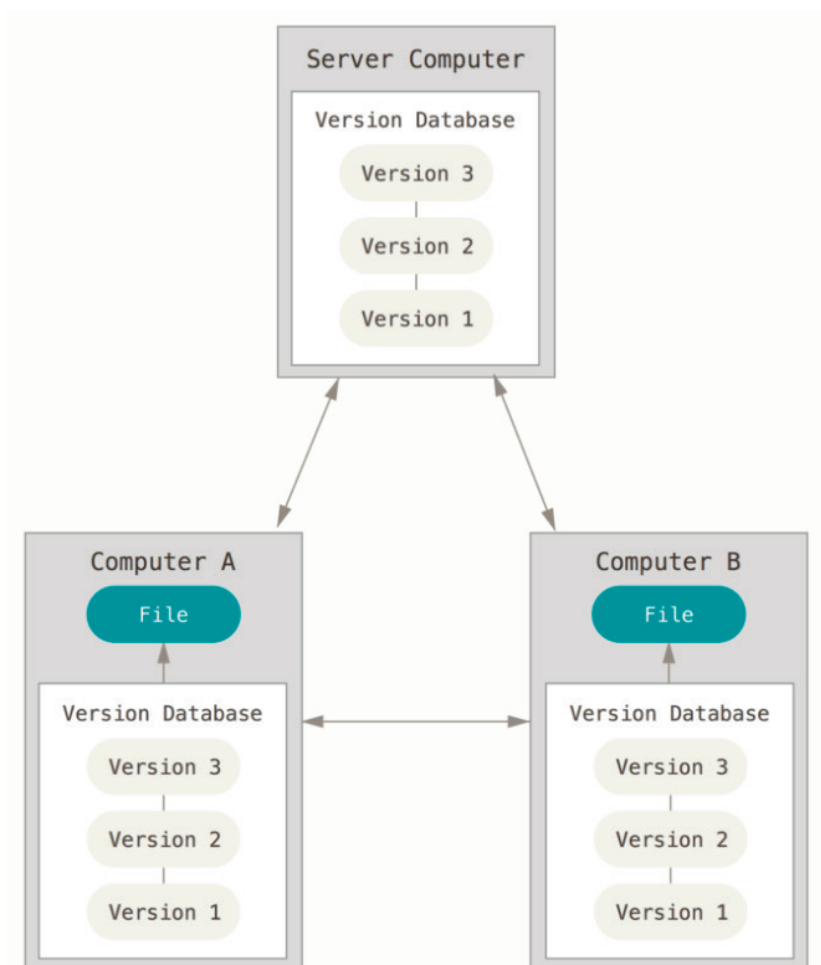 Server Computer
Version Database
Version 3
Version 2
Version 1
Computer A
File
Version Database
Version 3
Version 2
Version 1
Computer B
File
Version Database
Version 3
Version 2
Version 1